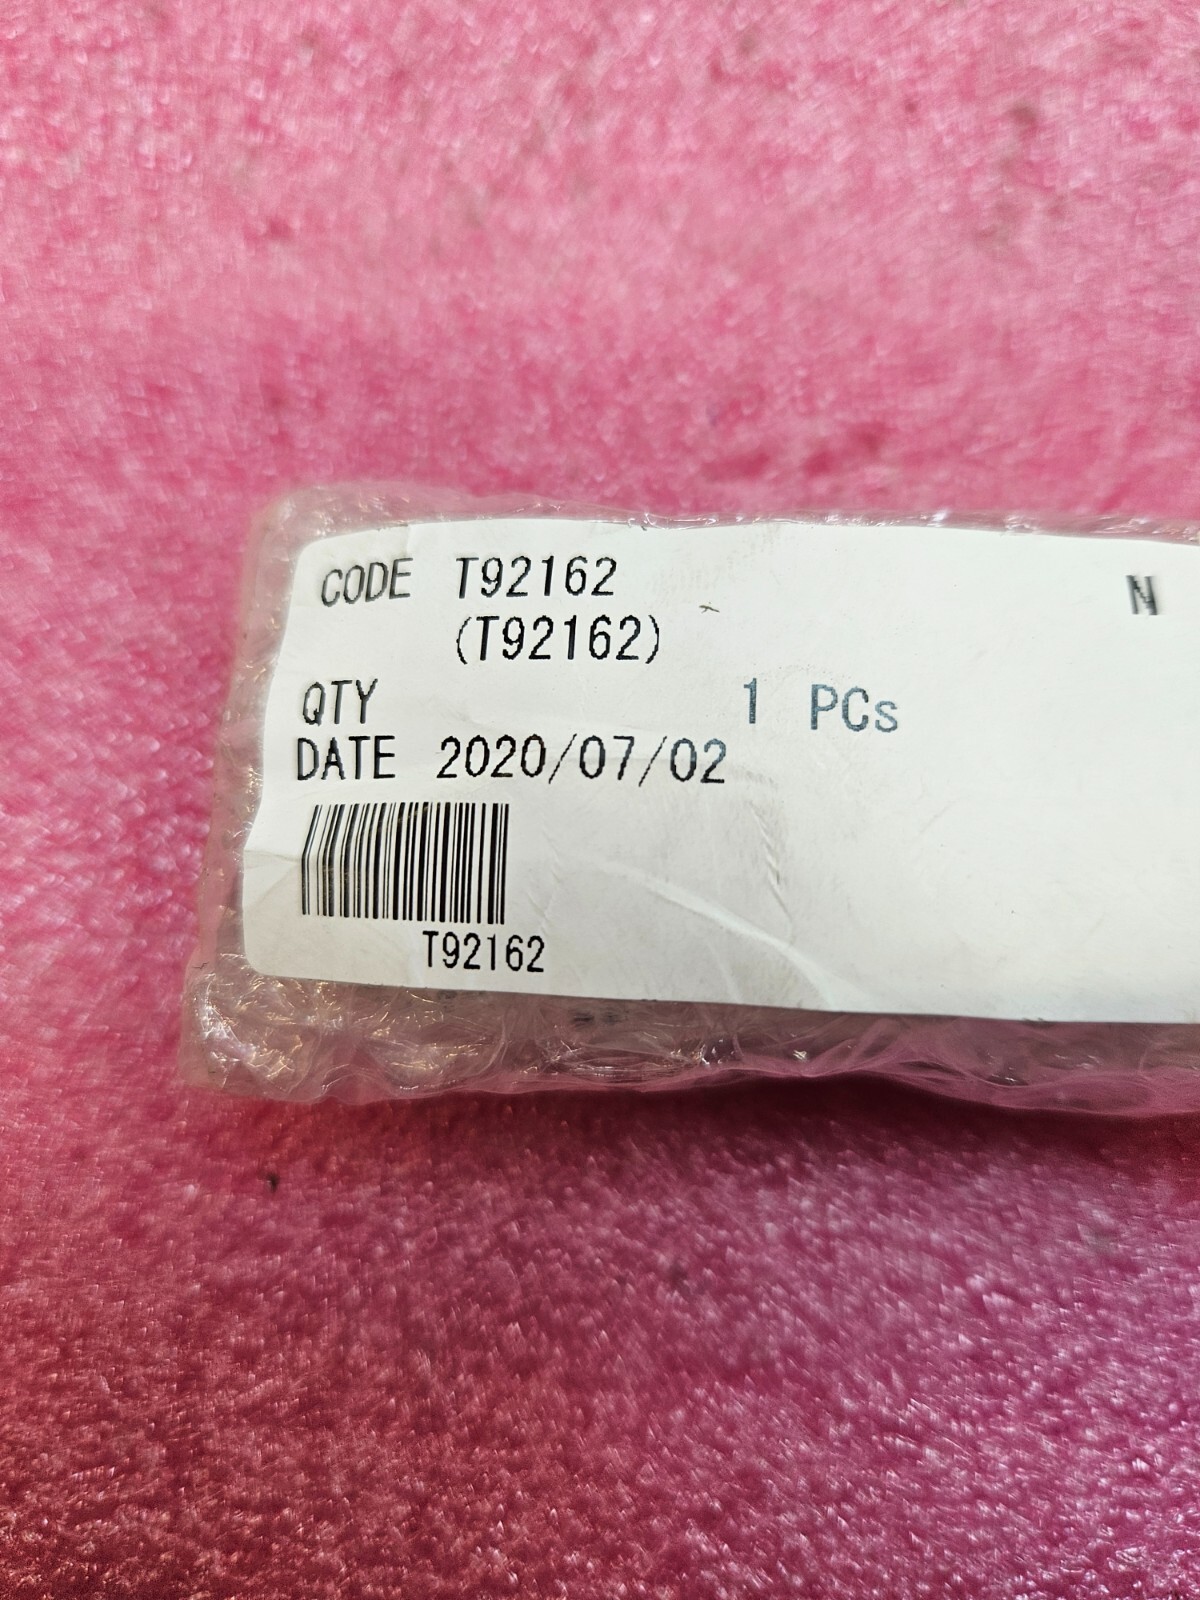 CODE T92162 N
(T92162)
QTY 1 PCs
DATE 2020/07/02
T92162